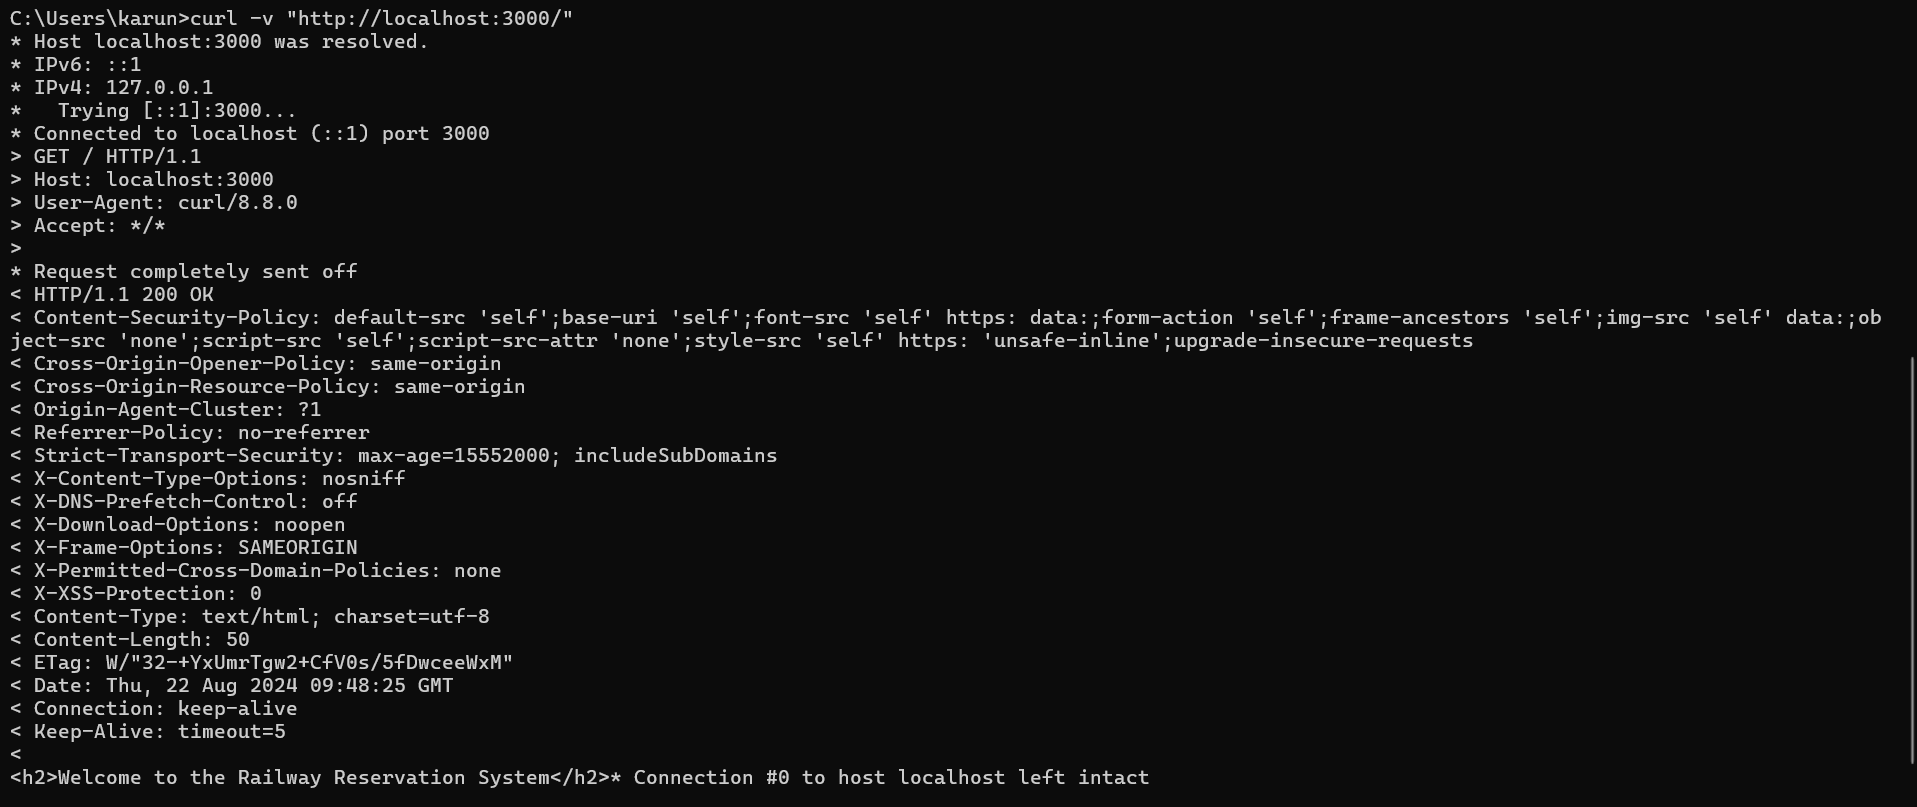 C:\Users\karun>curl -v "http://localhost:3000/"
* Host localhost:3000 was resolved.
* IPv6: ::1
* IPv4: 127.0.0.1
*   Trying [::1]:3000...
* Connected to localhost (::1) port 3000
> GET / HTTP/1.1
> Host: localhost:3000
> User-Agent: curl/8.8.0
> Accept: */*
>
* Request completely sent off
< HTTP/1.1 200 OK
< Content-Security-Policy: default-src 'self';base-uri 'self';font-src 'self' https: data:;form-action 'self';frame-ancestors 'self';img-src 'self' data:;ob
ject-src 'none';script-src 'self';script-src-attr 'none';style-src 'self' https: 'unsafe-inline';upgrade-insecure-requests
< Cross-Origin-Opener-Policy: same-origin
< Cross-Origin-Resource-Policy: same-origin
< Origin-Agent-Cluster: ?1
< Referrer-Policy: no-referrer
< Strict-Transport-Security: max-age=15552000; includeSubDomains
< X-Content-Type-Options: nosniff
< X-DNS-Prefetch-Control: off
< X-Download-Options: noopen
< X-Frame-Options: SAMEORIGIN
< X-Permitted-Cross-Domain-Policies: none
< X-XSS-Protection: 0
< Content-Type: text/html; charset=utf-8
< Content-Length: 50
< ETag: W/"32-+YxUmrTgw2+CfV0s/5fDwceeWxM"
< Date: Thu, 22 Aug 2024 09:48:25 GMT
< Connection: keep-alive
< Keep-Alive: timeout=5
<
<h2>Welcome to the Railway Reservation System</h2>* Connection #0 to host localhost left intact